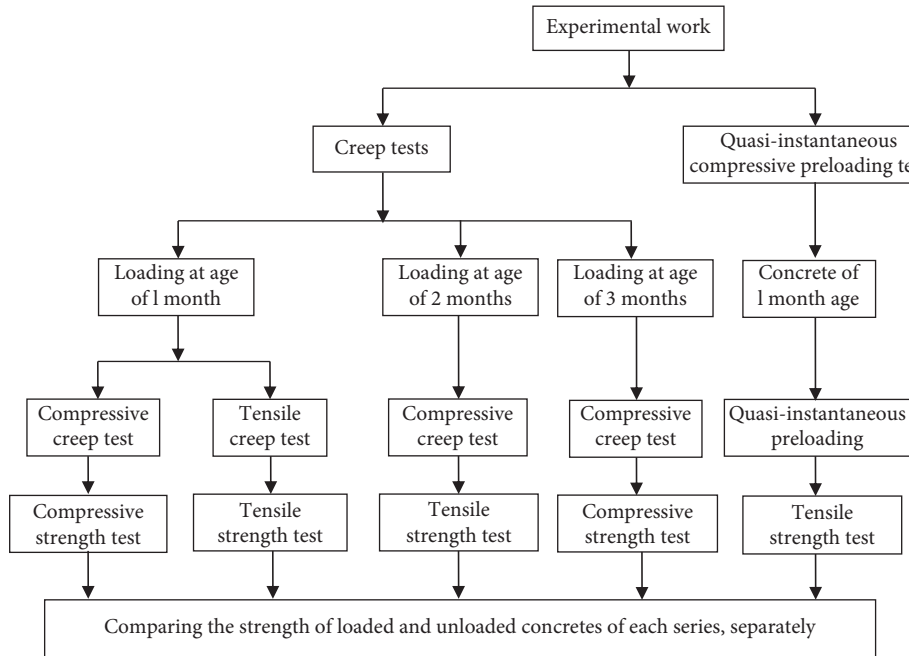 Experimental work
Creep tests
Quasi-instantaneous
compressive preloading te
Loading at age
of l month
Loading at age
of 2 months
Loading at age
of 3 months
Concrete of
l month age
Compressive
creep test
Tensile
creep test
Compressive
creep test
Compressive
creep test
Quasi-instantaneous
preloading
Compressive
strength test
Tensile
strength test
Tensile
strength test
Compressive
strength test
Tensile
strength test
Comparing the strength of loaded and unloaded concretes of each series, separately